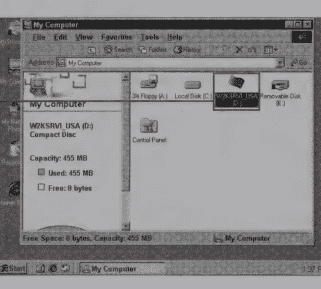 My Computer
File Edit View Favorites Tools Help
Search Folders History
Address My Computer Go
My Computer
3½ Floppy (A:) Local Disk (C:) W2KSRVI_USA (D:) Removable Disk (E:)
W2KSRVI_USA (D:)
Compact Disc
Control Panel
Capacity: 455 MB
Used: 455 MB
Free: 0 bytes
Free Space: 0 bytes, Capacity: 455 MB My Computer
Start My Computer